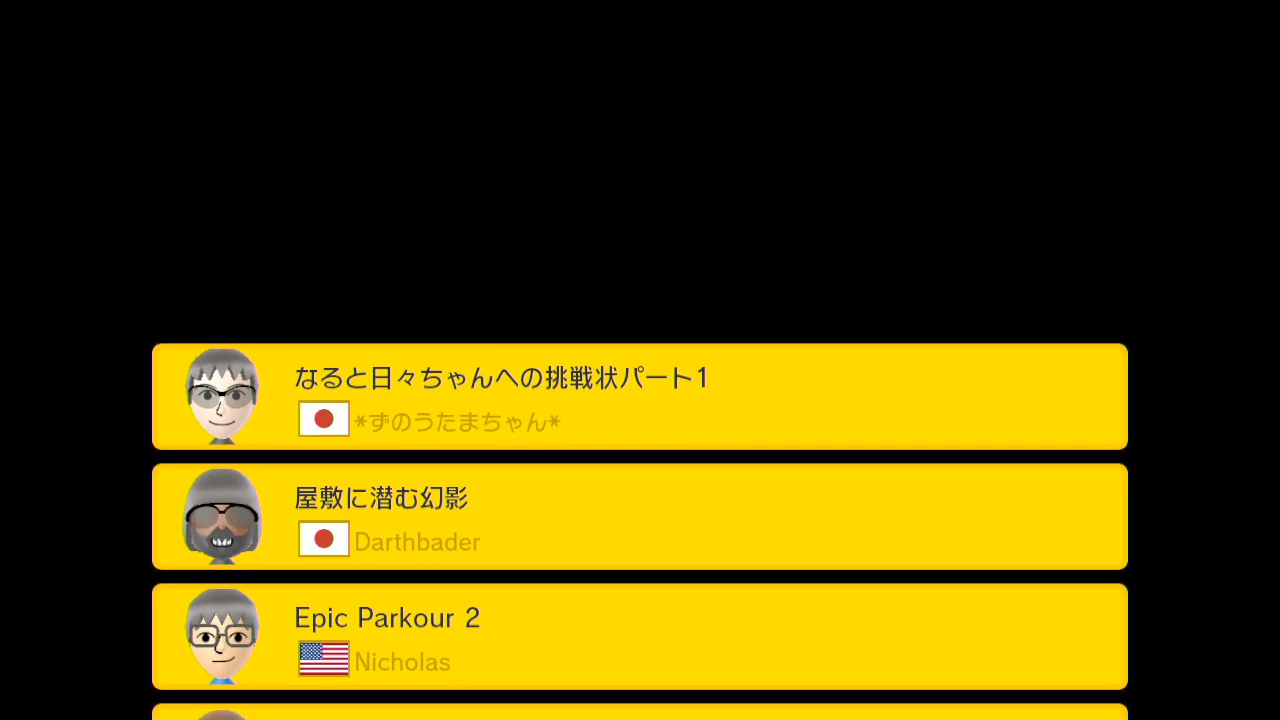 なると日々ちゃんへの挑戦状パート1
*ずのうたまちゃん*
屋敷に潜む幻影
Darthbader
Epic Parkour 2
Nicholas